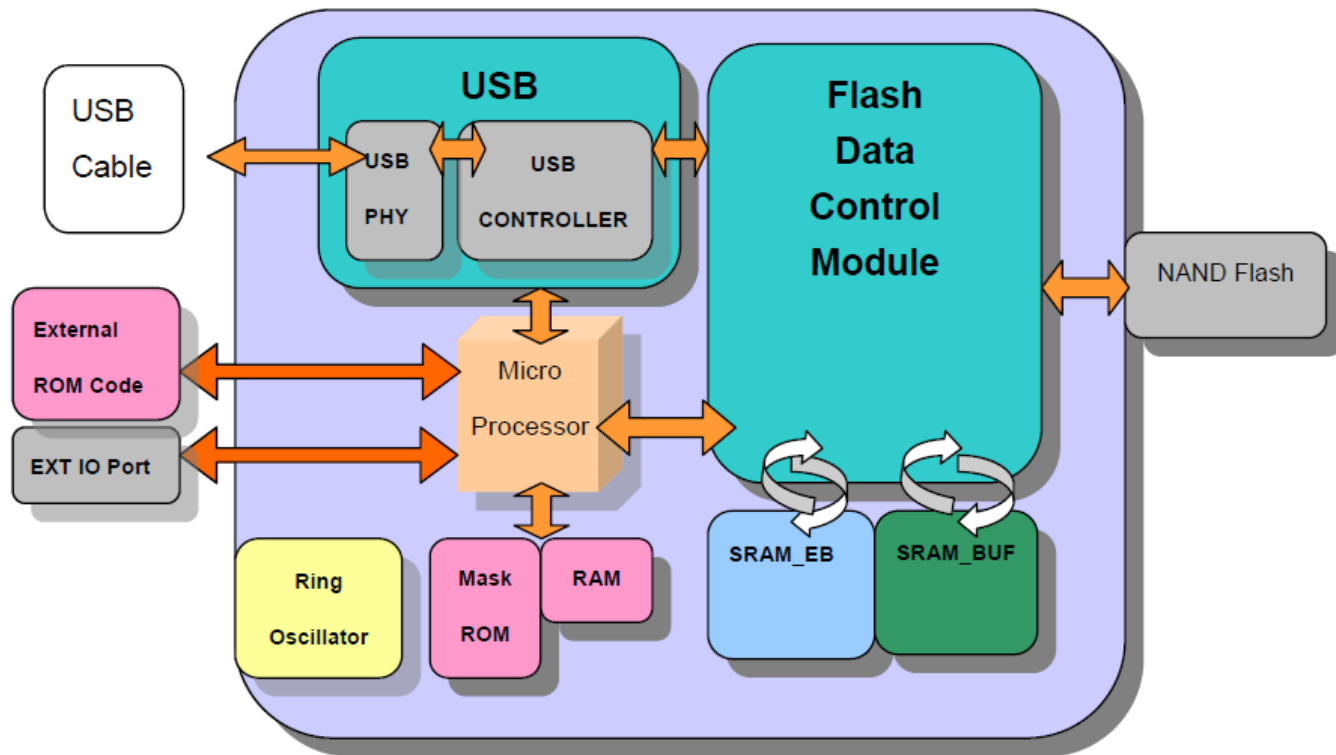 USB
Cable
USB
USB
PHY
USB
CONTROLLER
Flash
Data
Control
Module
NAND Flash
External
ROM Code
EXT IO Port
Micro
Processor
Ring
Oscillator
Mask
ROM
RAM
SRAM_EB
SRAM_BUF